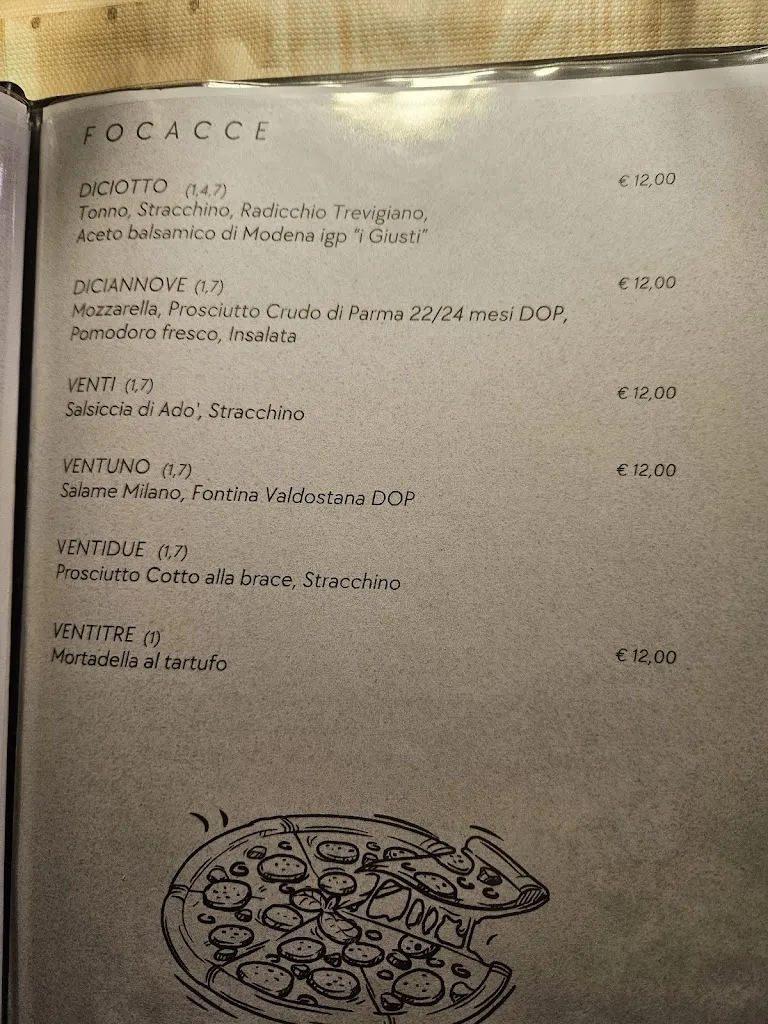 FOCACCE
DICIOTTO (1,4,7) € 12,00
Tonno, Stracchino, Radicchio Trevigiano,
Aceto balsamico di Modena igp "i Giusti"
DICIANNOVE (1,7) € 12,00
Mozzarella, Prosciutto Crudo di Parma 22/24 mesi DOP,
Pomodoro fresco, Insalata
VENTI (1,7) € 12,00
Salsiccia di Ado', Stracchino
VENTUNO (1,7) € 12,00
Salame Milano, Fontina Valdostana DOP
VENTIDUE (1,7)
Prosciutto Cotto alla brace, Stracchino
VENTITRE (1)
Mortadella al tartufo € 12,00